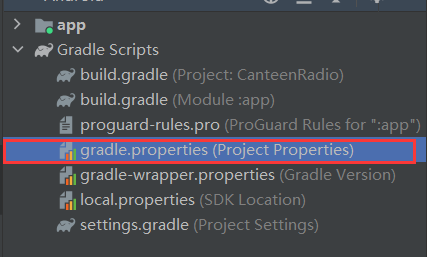 app
Gradle Scripts
build.gradle (Project: CanteenRadio)
build.gradle (Module :app)
proguard-rules.pro (ProGuard Rules for ":app")
gradle.properties (Project Properties)
gradle-wrapper.properties (Gradle Version)
local.properties (SDK Location)
settings.gradle (Project Settings)